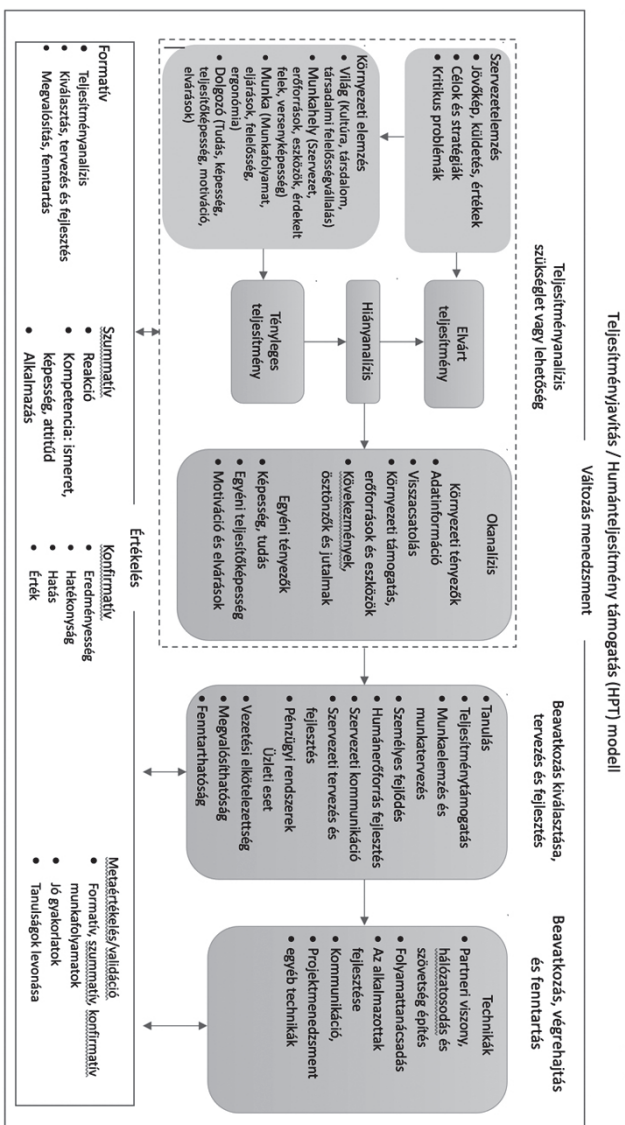 Teljesítményjavítás / Humánteljesítmény támogatás (HPT) modell
Változás menedzsment
Teljesítményanalízis
szükséglet vagy lehetőség
Szervezetelemzés
• Jövőkép, küldetés, értékek
• Célok és stratégiák
• Kritikus problémák
Környezeti elemzés
• Világ (Kultúra, társdalom,
társadalmi felelősségvállalás)
• Munkahely (Szervezet,
erőforrások, eszközök, érdekelt
felek, versenyképesség)
• Munka (Munkafolyamat,
eljárások, felelősség,
ergonómia)
• Dolgozó (Tudás, képesség,
teljesítőképesség, motiváció,
elvárások)
Elvárt
teljesítmény
Hiányanalízis
Tényleges
teljesítmény
Okanalízis
Környezeti tényezők
• Adatinformáció
• Visszacsatolás
• Környezeti támogatás,
erőforrások és eszközök
• Kövekezmények,
ösztönzők és jutalmak
Egyéni tényezők
• Képesség, tudás
• Egyéni teljesítőképesség
• Motiváció és elvárások
Beavatkozás kiválasztása,
tervezés és fejlesztés
• Tanulás
• Teljesítménytámogatás
• Munkaelemzés és
munkatervezés
• Személyes fejlődés
• Humánerőforrás fejlesztés
• Szervezeti kommunikáció
• Szervezeti tervezés és
fejlesztés
• Pénzügyi rendszerek
Üzleti eset
• Vezetési elkötelezettség
• Megvalósíthatóság
• Fenntarthatóság
Beavatkozás, végrehajtás
és fenntartás
Technikák
• Partneri viszony,
hálózatosodás és
szövetség építés
• Folyamattanácsadás
• Az alkalmazottak
fejlesztése
• Kommunikáció,
• Projektmenedzsment
• egyéb technikák
Értékelés
Formatív
• Teljesítményanalízis
• Kiválasztás, tervezés és fejlesztés
• Megvalósítás, fenntartás
Szummatív
• Reakció
• Kompetencia: ismeret,
képesség, attitűd
• Alkalmazás
Konfirmatív
• Eredményesség
• Hatékonyság
• Hatás
• Érték
Metaértékelés/validáció
• Formatív, szummatív, konfirmatív
munkafolyamatok
• Jó gyakorlatok
• Tanulságok levonása